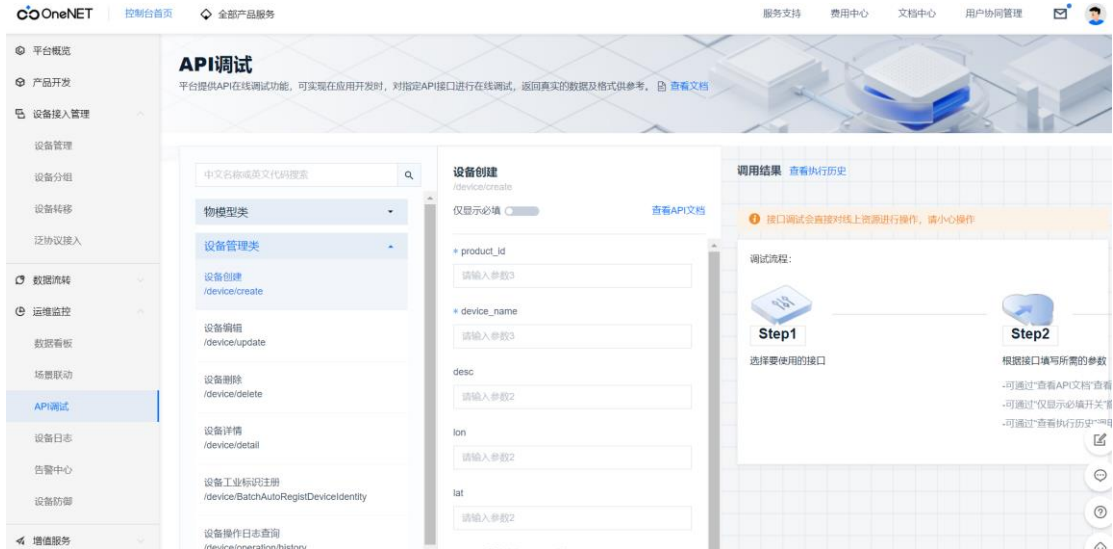 OneNET
控制台首页
全部产品服务
服务支持
费用中心
文档中心
用户协同管理
平台概览
产品开发
设备接入管理
设备管理
设备分组
设备转移
泛协议接入
数据流转
运维监控
数据看板
场景联动
API调试
设备日志
告警中心
设备防御
增值服务
API调试
平台提供API在线调试功能，可实现在应用开发时，对指定API接口进行在线调试，返回真实的数据及格式供参考。 查看文档
中文名称或英文代码搜索
物模型类
设备管理类
设备创建
/device/create
设备编辑
/device/update
设备删除
/device/delete
设备详情
/device/detail
设备工业标识注册
/device/BatchAutoRegistDeviceIdentity
设备操作日志查询
/device/operation/history
设备创建
/device/create
仅显示必填
查看API文档
* product_id
请输入参数3
* device_name
请输入参数3
desc
请输入参数2
lon
请输入参数2
lat
请输入参数2
调用结果 查看执行历史
接口调试会直接对线上资源进行操作，请小心操作
调试流程：
Step1
选择要使用的接口
Step2
根据接口填写所需的参数
-可通过"查看API文档"查看
-可通过"仅显示必填开关"
-可通过"查看执行历史"